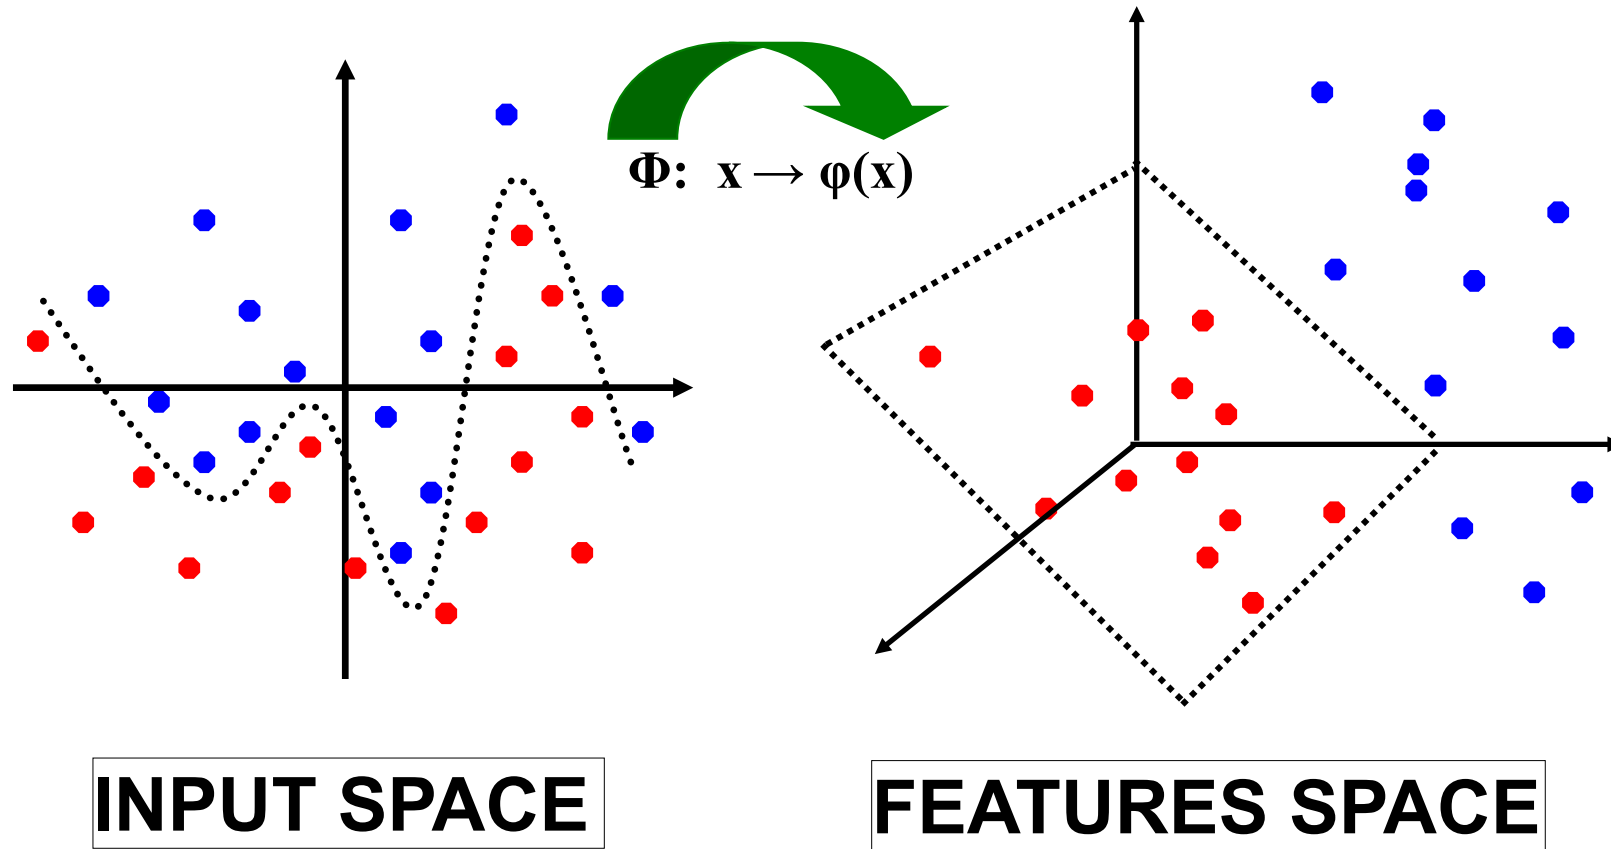 Φ: x → φ(x)
INPUT SPACE
FEATURES SPACE